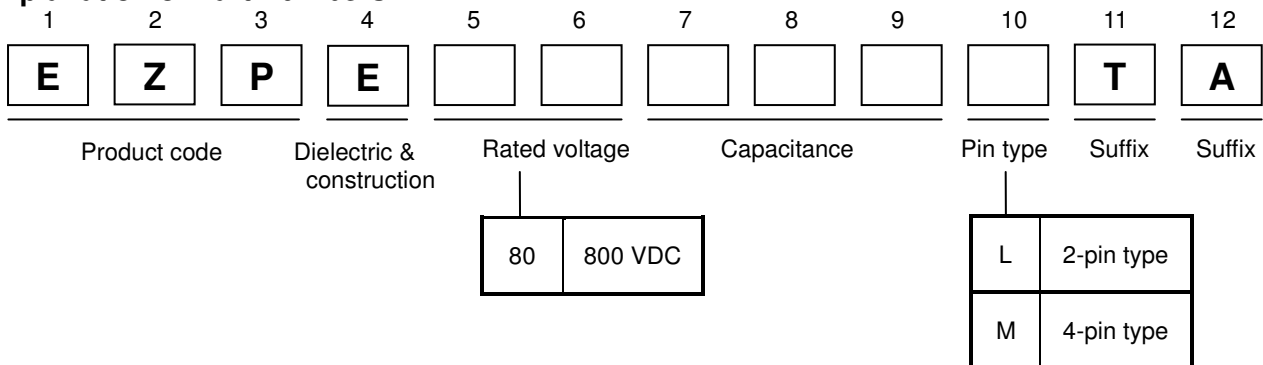 1 2 3 4 5 6 7 8 9 10 11 12
E Z P E T A
Product code Dielectric & construction Rated voltage Capacitance Pin type Suffix Suffix
80 800 VDC
L 2-pin type
M 4-pin type